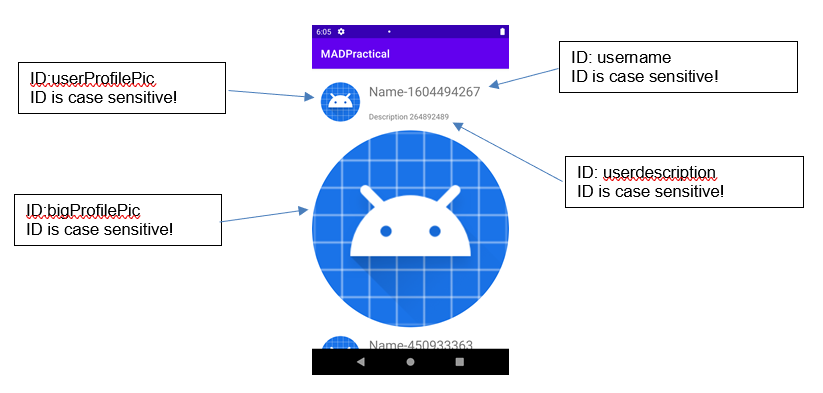 6:05
MADPractical
ID: username
ID is case sensitive!
ID:userProfilePic
ID is case sensitive!
Name-1604494267
Description 264892489
ID: userdescription
ID is case sensitive!
ID:bigProfilePic
ID is case sensitive!
Name-450933363